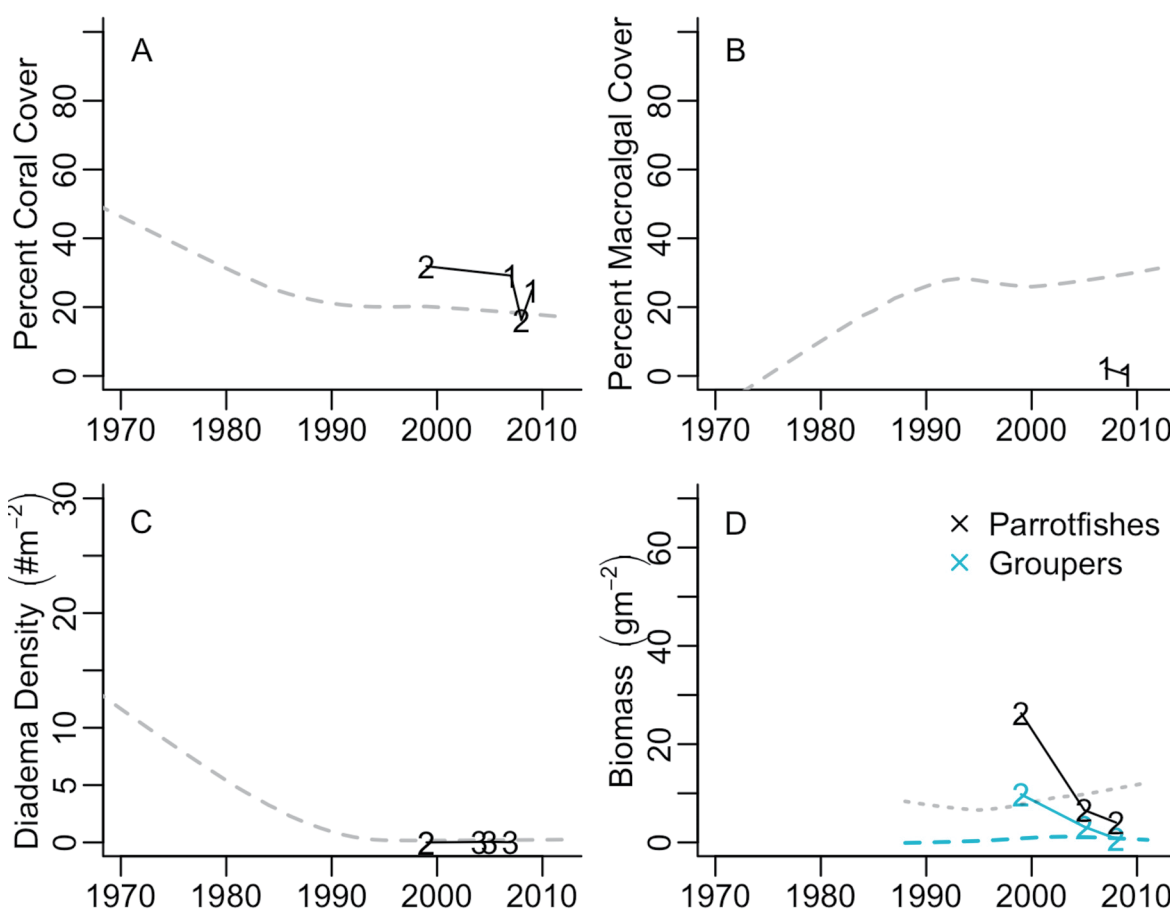 A
Percent Coral Cover
0 20 40 60 80
2 1 2 1
1970 1980 1990 2000 2010
B
Percent Macroalgal Cover
0 20 40 60 80
1 1
1970 1980 1990 2000 2010
C
Diadema Density (#m⁻²)
0 5 10 20 30
2 3 3 3
1970 1980 1990 2000 2010
D
× Parrotfishes
× Groupers
Biomass (gm⁻²)
0 20 40 60
2 2 2
2 2 2
1970 1980 1990 2000 2010